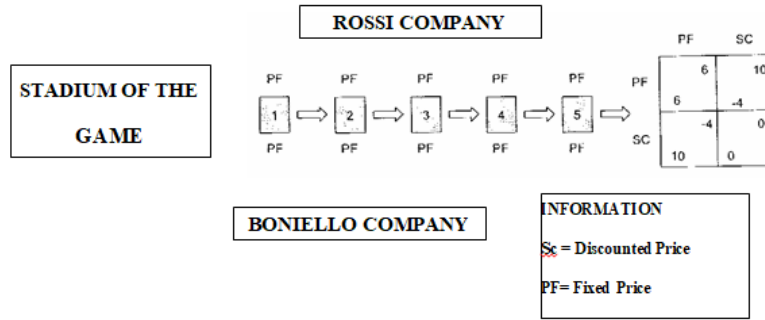 ROSSI COMPANY
PF SC
STADIUM OF THE
GAME
PF PF PF PF PF
1 2 3 4 5
PF PF PF PF PF
PF 6 10
6 -4
SC -4 0
10 0
BONIELLO COMPANY
INFORMATION
Sc = Discounted Price
PF= Fixed Price